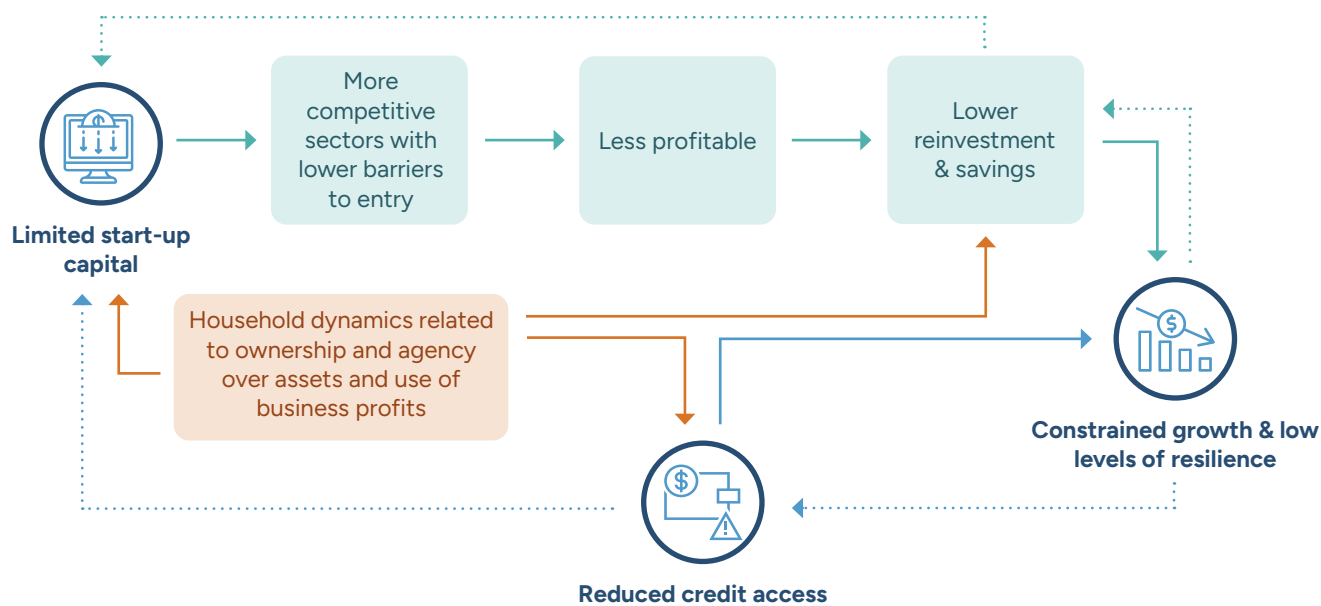 More
competitive
sectors with
lower barriers
to entry
Less profitable
Lower
reinvestment
& savings
Limited start-up
capital
Household dynamics related
to ownership and agency
over assets and use of
business profits
$
Constrained growth & low
levels of resilience
$
!
Reduced credit access